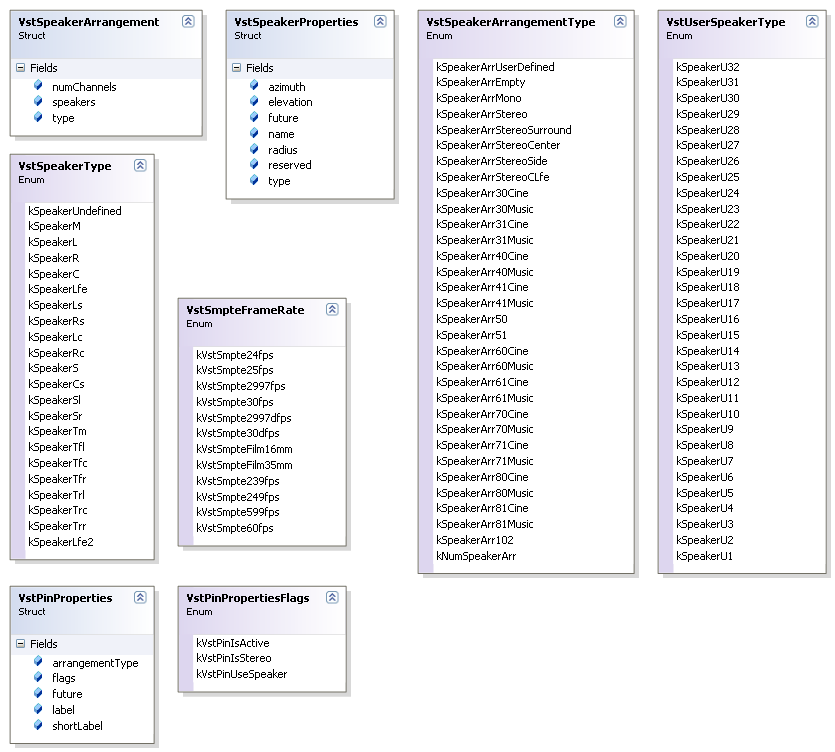 VstSpeakerArrangement
Struct
Fields
numChannels
speakers
type
VstSpeakerProperties
Struct
Fields
azimuth
elevation
future
name
radius
reserved
type
VstSpeakerArrangementType
Enum
kSpeakerArrUserDefined
kSpeakerArrEmpty
kSpeakerArrMono
kSpeakerArrStereo
kSpeakerArrStereoSurround
kSpeakerArrStereoCenter
kSpeakerArrStereoSide
kSpeakerArrStereoCLfe
kSpeakerArr30Cine
kSpeakerArr30Music
kSpeakerArr31Cine
kSpeakerArr31Music
kSpeakerArr40Cine
kSpeakerArr40Music
kSpeakerArr41Cine
kSpeakerArr41Music
kSpeakerArr50
kSpeakerArr51
kSpeakerArr60Cine
kSpeakerArr60Music
kSpeakerArr61Cine
kSpeakerArr61Music
kSpeakerArr70Cine
kSpeakerArr70Music
kSpeakerArr71Cine
kSpeakerArr71Music
kSpeakerArr80Cine
kSpeakerArr80Music
kSpeakerArr81Cine
kSpeakerArr81Music
kSpeakerArr102
kNumSpeakerArr
VstUserSpeakerType
Enum
kSpeakerU32
kSpeakerU31
kSpeakerU30
kSpeakerU29
kSpeakerU28
kSpeakerU27
kSpeakerU26
kSpeakerU25
kSpeakerU24
kSpeakerU23
kSpeakerU22
kSpeakerU21
kSpeakerU20
kSpeakerU19
kSpeakerU18
kSpeakerU17
kSpeakerU16
kSpeakerU15
kSpeakerU14
kSpeakerU13
kSpeakerU12
kSpeakerU11
kSpeakerU10
kSpeakerU9
kSpeakerU8
kSpeakerU7
kSpeakerU6
kSpeakerU5
kSpeakerU4
kSpeakerU3
kSpeakerU2
kSpeakerU1
VstSpeakerType
Enum
kSpeakerUndefined
kSpeakerM
kSpeakerL
kSpeakerR
kSpeakerC
kSpeakerLfe
kSpeakerLs
kSpeakerRs
kSpeakerLc
kSpeakerRc
kSpeakerS
kSpeakerCs
kSpeakerSl
kSpeakerSr
kSpeakerTm
kSpeakerTfl
kSpeakerTfc
kSpeakerTfr
kSpeakerTrl
kSpeakerTrc
kSpeakerTrr
kSpeakerLfe2
VstSmpteFrameRate
Enum
kVstSmpte24fps
kVstSmpte25fps
kVstSmpte2997fps
kVstSmpte30fps
kVstSmpte2997dfps
kVstSmpte30dfps
kVstSmpteFilm16mm
kVstSmpteFilm35mm
kVstSmpte239fps
kVstSmpte249fps
kVstSmpte599fps
kVstSmpte60fps
VstPinProperties
Struct
Fields
arrangementType
flags
future
label
shortLabel
VstPinPropertiesFlags
Enum
kVstPinIsActive
kVstPinIsStereo
kVstPinUseSpeaker